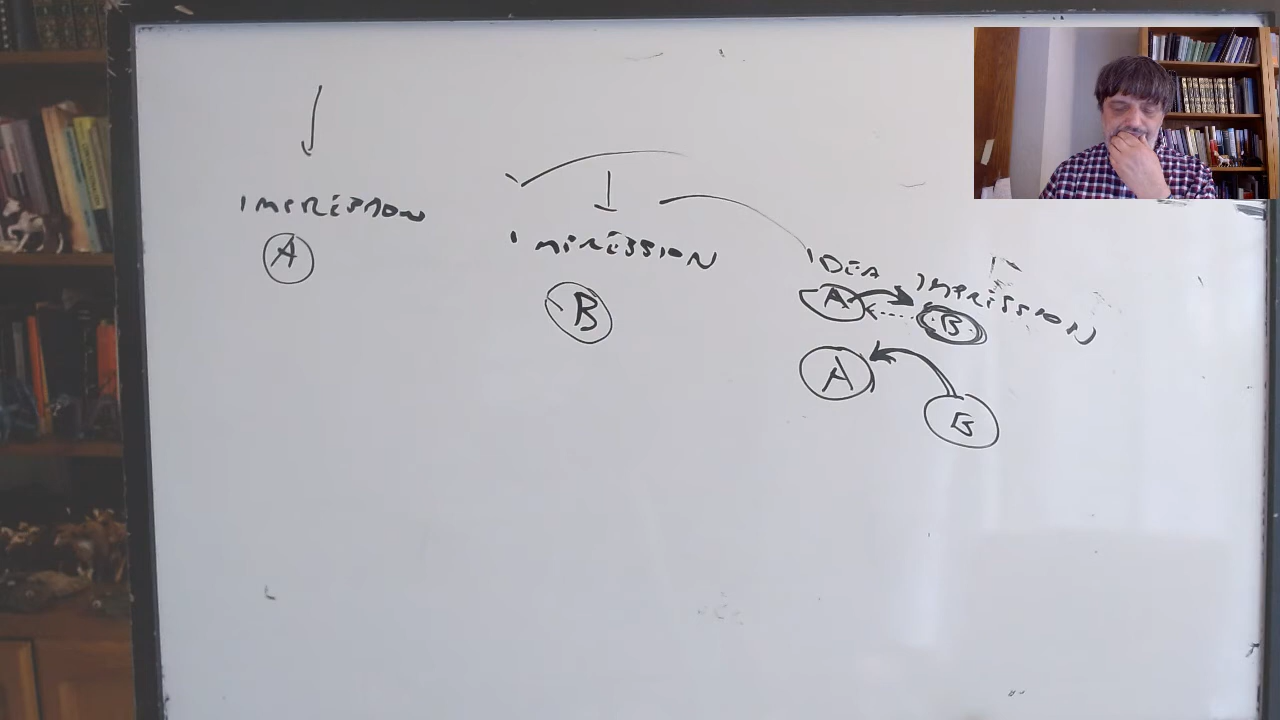 IMPRESSION
A
IMPRESSION
B
IDEA IMPRESSION
A B
A
B